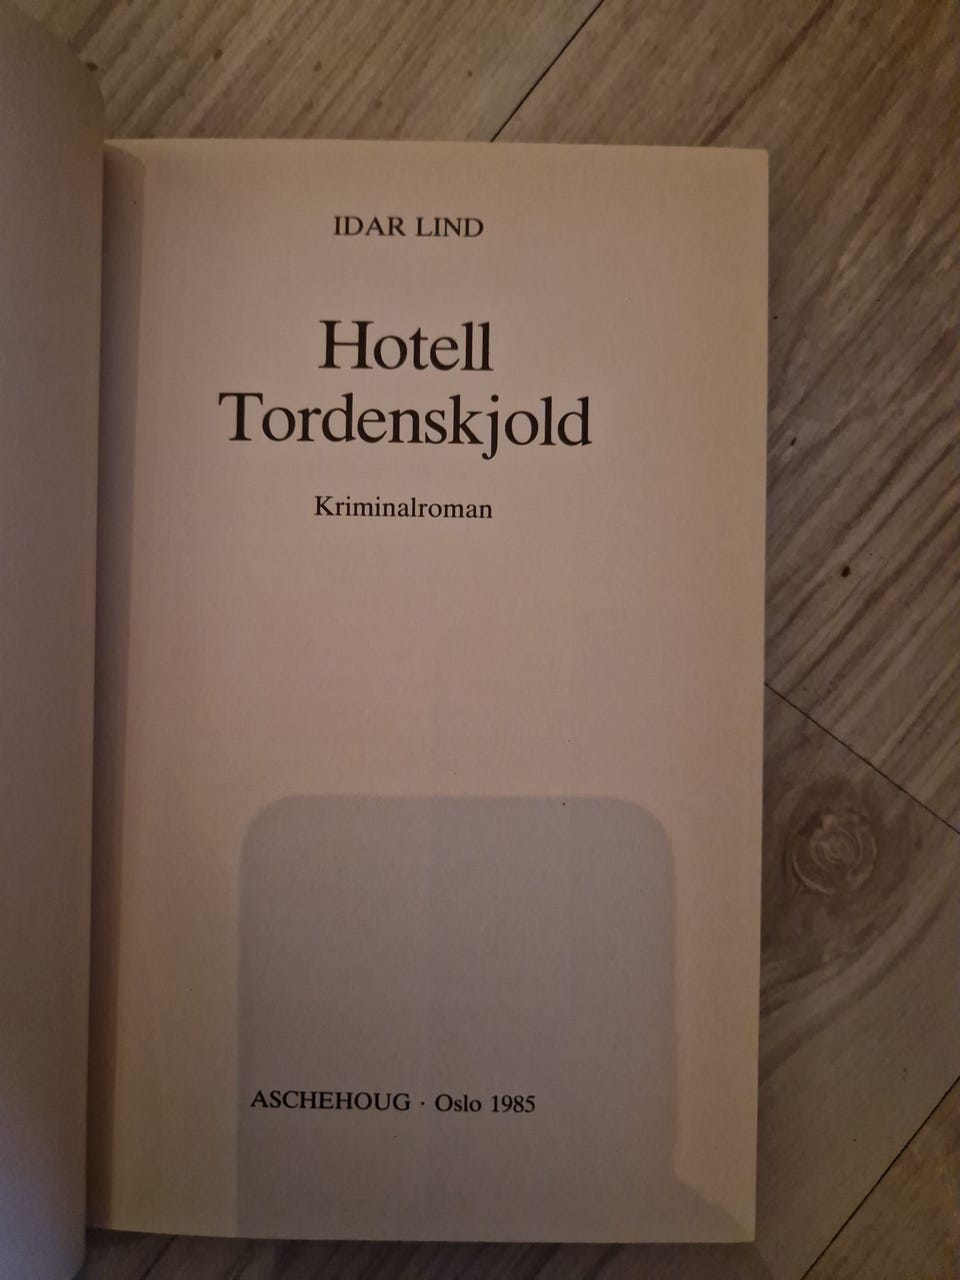 IDAR LIND
Hotell
Tordenskjold
Kriminalroman
ASCHEHOUG · Oslo 1985